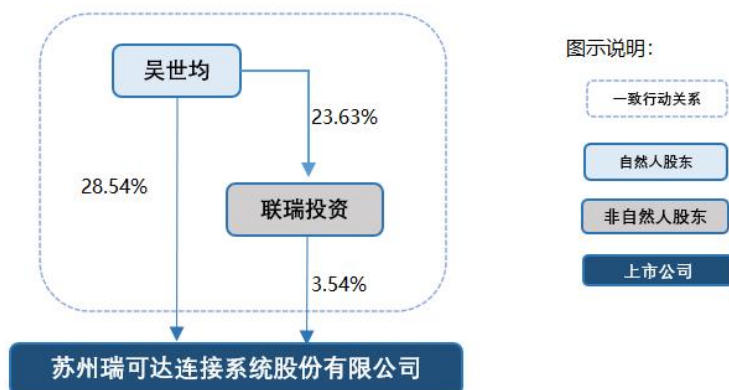 吴世均
23.63%
28.54%
联瑞投资
3.54%
苏州瑞可达连接系统股份有限公司
图示说明：
一致行动关系
自然人股东
非自然人股东
上市公司